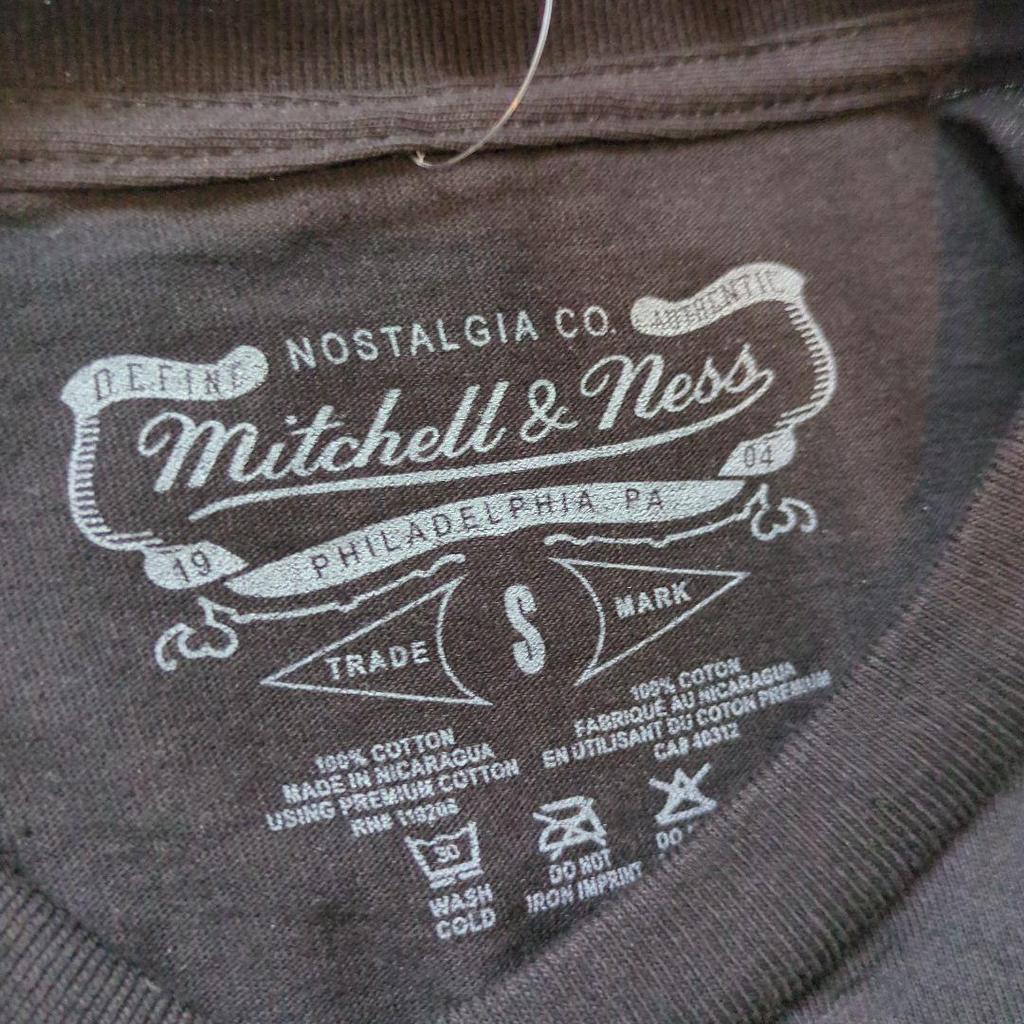 NOSTALGIA CO.
DEFINE
AUTHENTIC
Mitchell & Ness
19
PHILADELPHIA PA
04
TRADE
S
MARK
100% COTTON
MADE IN NICARAGUA
USING PREMIUM COTTON
RN#
100% COTON
FABRIQUE AU NICARAGUA
EN UTILISANT DU COTON PREMIUM
CA# 40312
30
WASH
COLD
DO NOT
IRON IMPRINT
DO